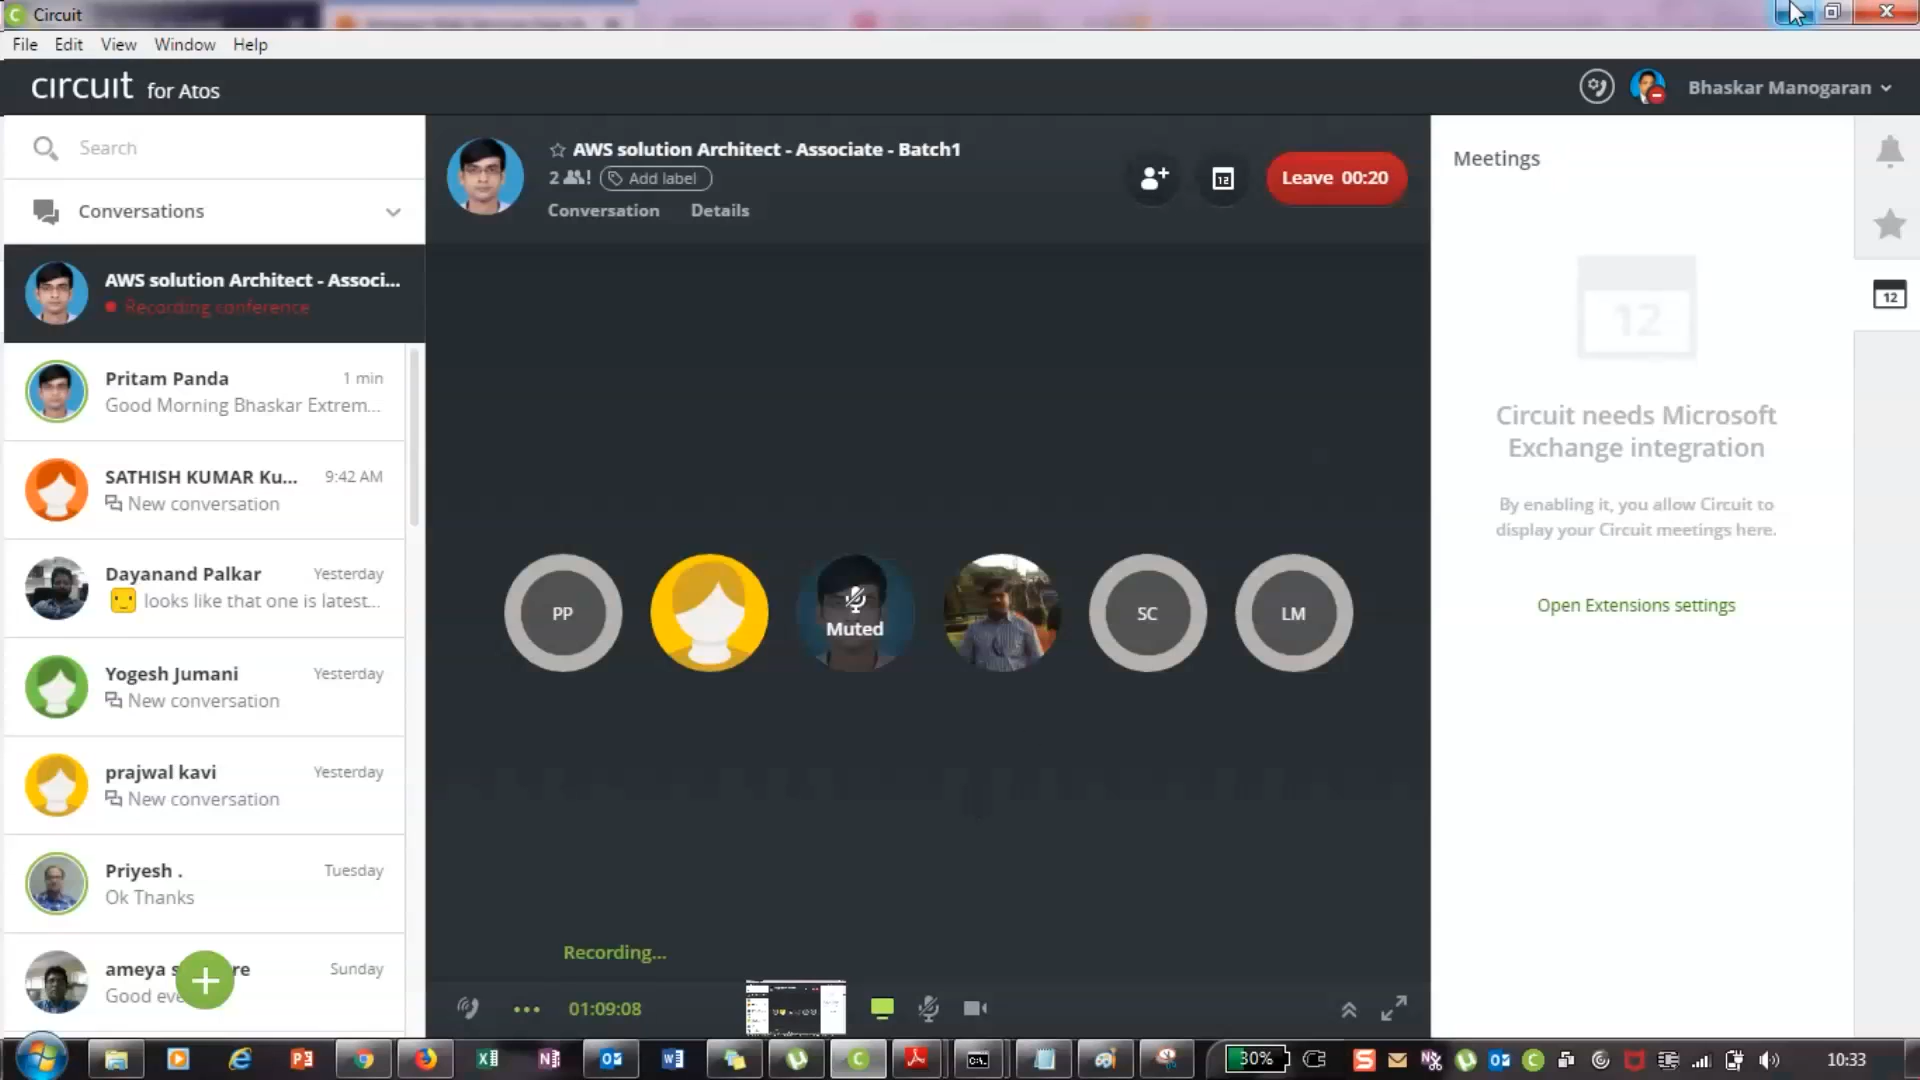 Circuit
File Edit View Window Help
circuit for Atos
Bhaskar Manogaran
Search
Conversations
AWS solution Architect - Associ...
Recording conference
Pritam Panda 1 min
Good Morning Bhaskar Extrem...
SATHISH KUMAR Ku... 9:42 AM
New conversation
Dayanand Palkar Yesterday
looks like that one is latest...
Yogesh Jumani Yesterday
New conversation
prajwal kavi Yesterday
New conversation
Priyesh . Tuesday
Ok Thanks
ameya s re Sunday
Good eve
AWS solution Architect - Associate - Batch1
2 ! Add label
Conversation Details
12
Leave 00:20
PP
Muted
SC
LM
Recording...
01:09:08
Meetings
12
12
Circuit needs Microsoft
Exchange integration
By enabling it, you allow Circuit to
display your Circuit meetings here.
Open Extensions settings
30%
10:33